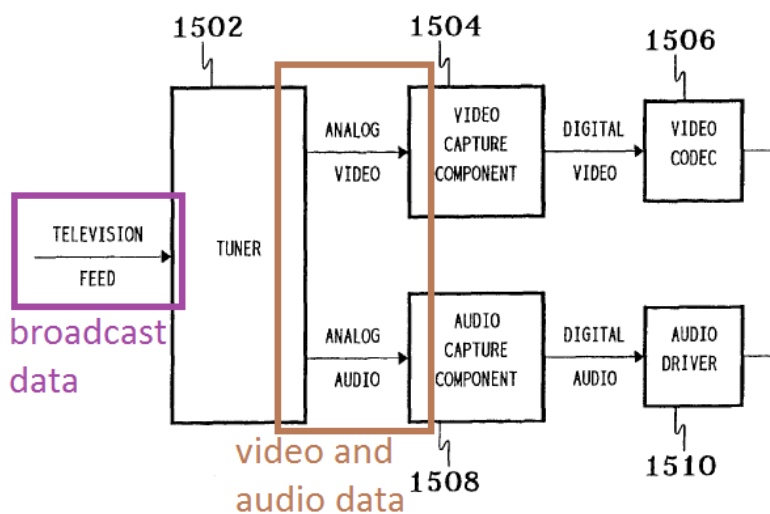 1502
1504
1506
TELEVISION
FEED
TUNER
ANALOG
VIDEO
VIDEO
CAPTURE
COMPONENT
DIGITAL
VIDEO
VIDEO
CODEC
broadcast
data
ANALOG
AUDIO
AUDIO
CAPTURE
COMPONENT
DIGITAL
AUDIO
AUDIO
DRIVER
video and
audio data
1508
1510